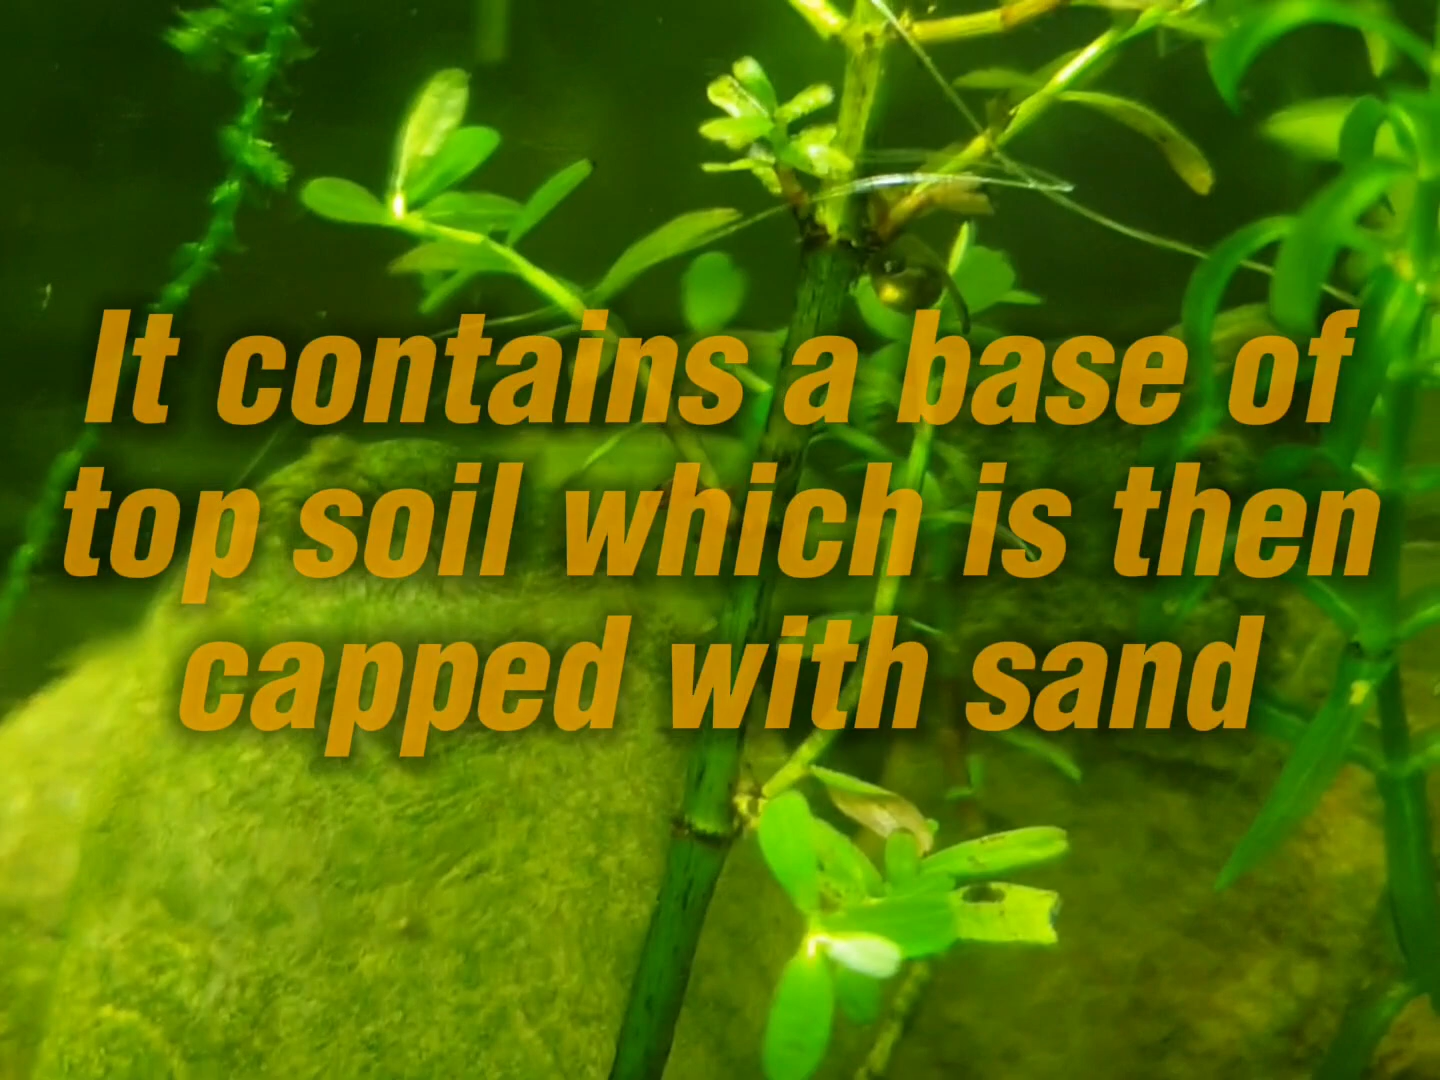 It contains a base of
top soil which is then
capped with sand